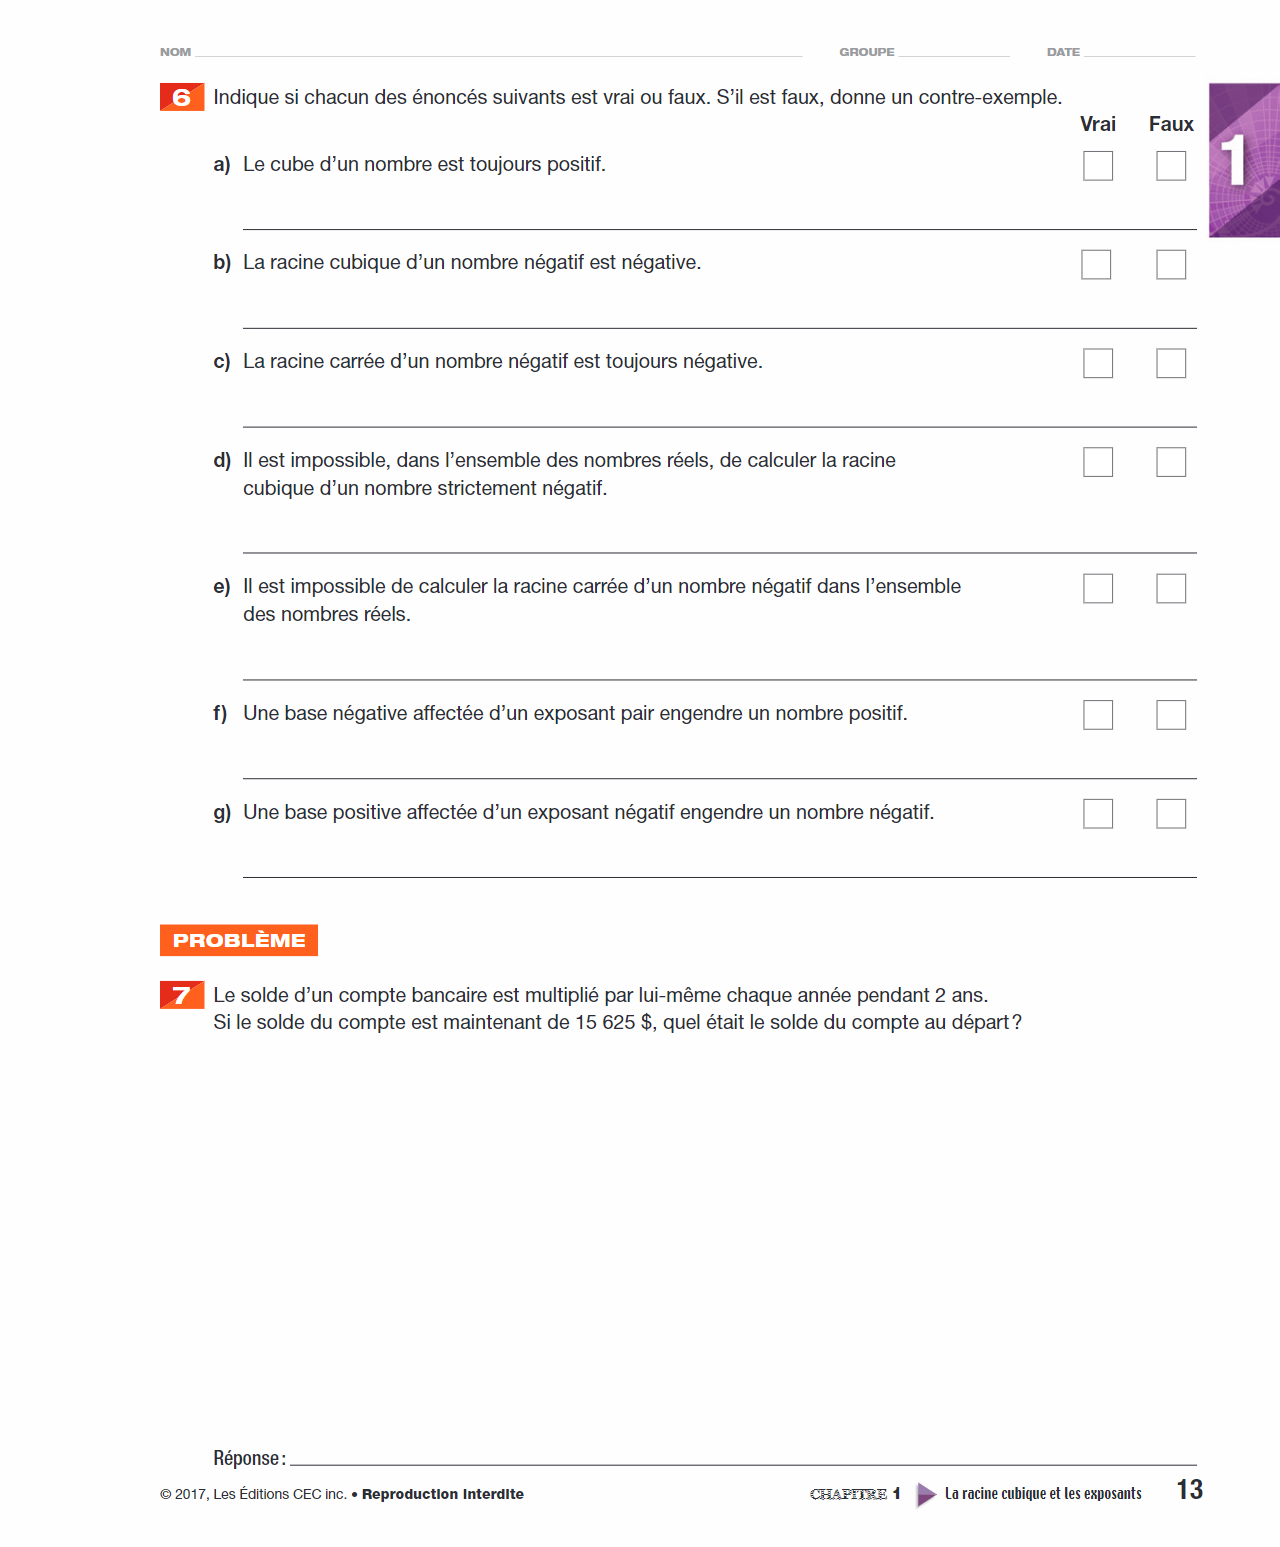 NOM GROUPE DATE
6 Indique si chacun des énoncés suivants est vrai ou faux. S’il est faux, donne un contre-exemple.
Vrai Faux
1
a) Le cube d’un nombre est toujours positif.
b) La racine cubique d’un nombre négatif est négative.
c) La racine carrée d’un nombre négatif est toujours négative.
d) Il est impossible, dans l’ensemble des nombres réels, de calculer la racine
cubique d’un nombre strictement négatif.
e) Il est impossible de calculer la racine carrée d’un nombre négatif dans l’ensemble
des nombres réels.
f) Une base négative affectée d’un exposant pair engendre un nombre positif.
g) Une base positive affectée d’un exposant négatif engendre un nombre négatif.
PROBLÈME
7 Le solde d’un compte bancaire est multiplié par lui-même chaque année pendant 2 ans.
Si le solde du compte est maintenant de 15 625 $, quel était le solde du compte au départ ?
Réponse :
© 2017, Les Éditions CEC inc. • Reproduction interdite CHAPITRE 1 La racine cubique et les exposants 13